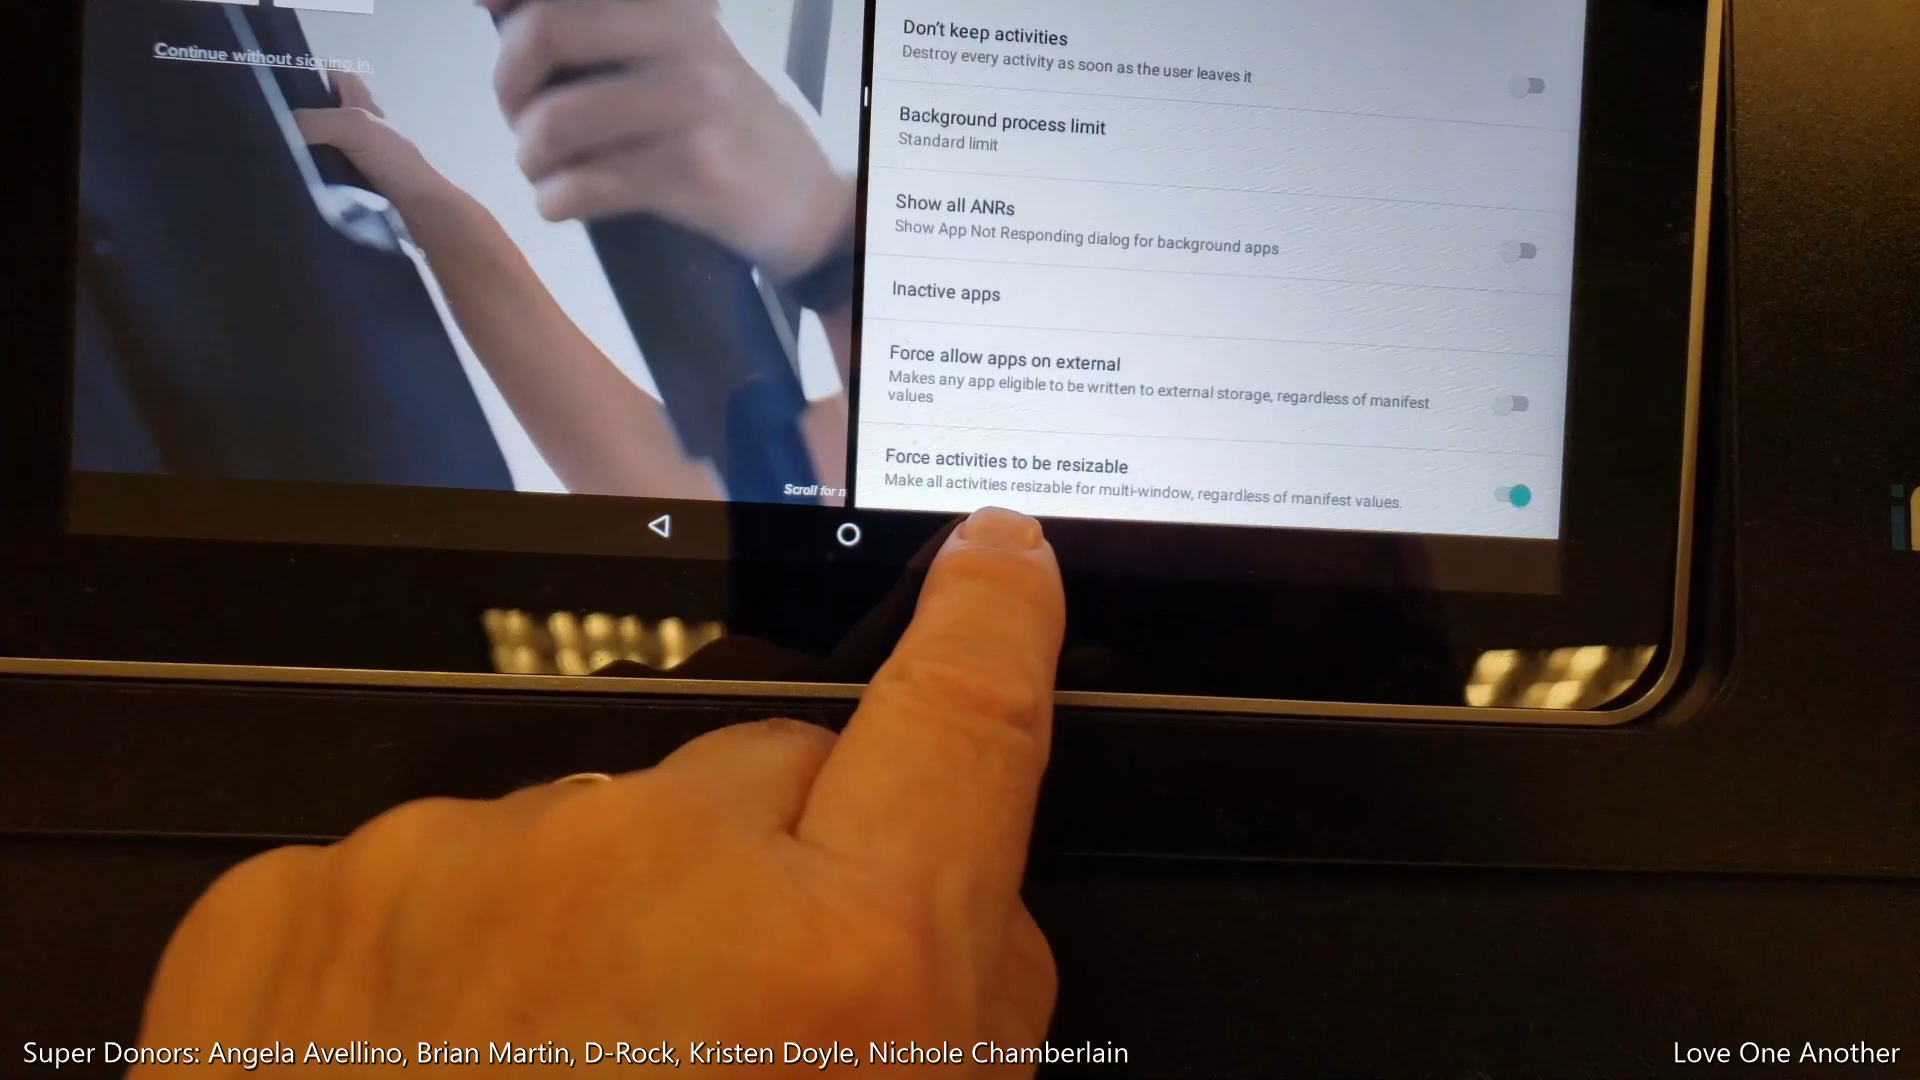 Continue without signing in
Scroll for
Don't keep activities
Destroy every activity as soon as the user leaves it
Background process limit
Standard limit
Show all ANRs
Show App Not Responding dialog for background apps
Inactive apps
Force allow apps on external
Makes any app eligible to be written to external storage, regardless of manifest
values
Force activities to be resizable
Make all activities resizable for multi-window, regardless of manifest values.
Super Donors: Angela Avellino, Brian Martin, D-Rock, Kristen Doyle, Nichole Chamberlain
Love One Another